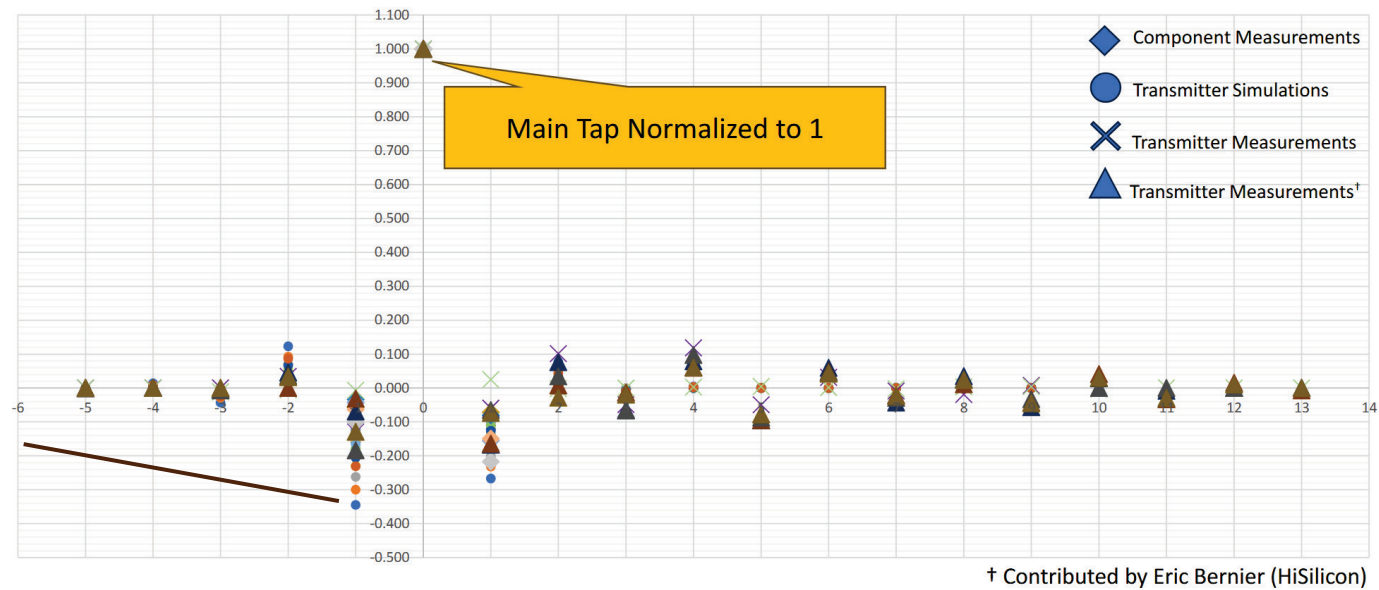 1.100
1.000
0.900
0.800
0.700
0.600
0.500
0.400
0.300
0.200
0.100
0.000
-0.100
-0.200
-0.300
-0.400
-0.500
Main Tap Normalized to 1
Component Measurements
Transmitter Simulations
Transmitter Measurements
Transmitter Measurements†
-6 -5 -4 -3 -2 0 2 4 6 8 10 11 12 13 14
† Contributed by Eric Bernier (HiSilicon)